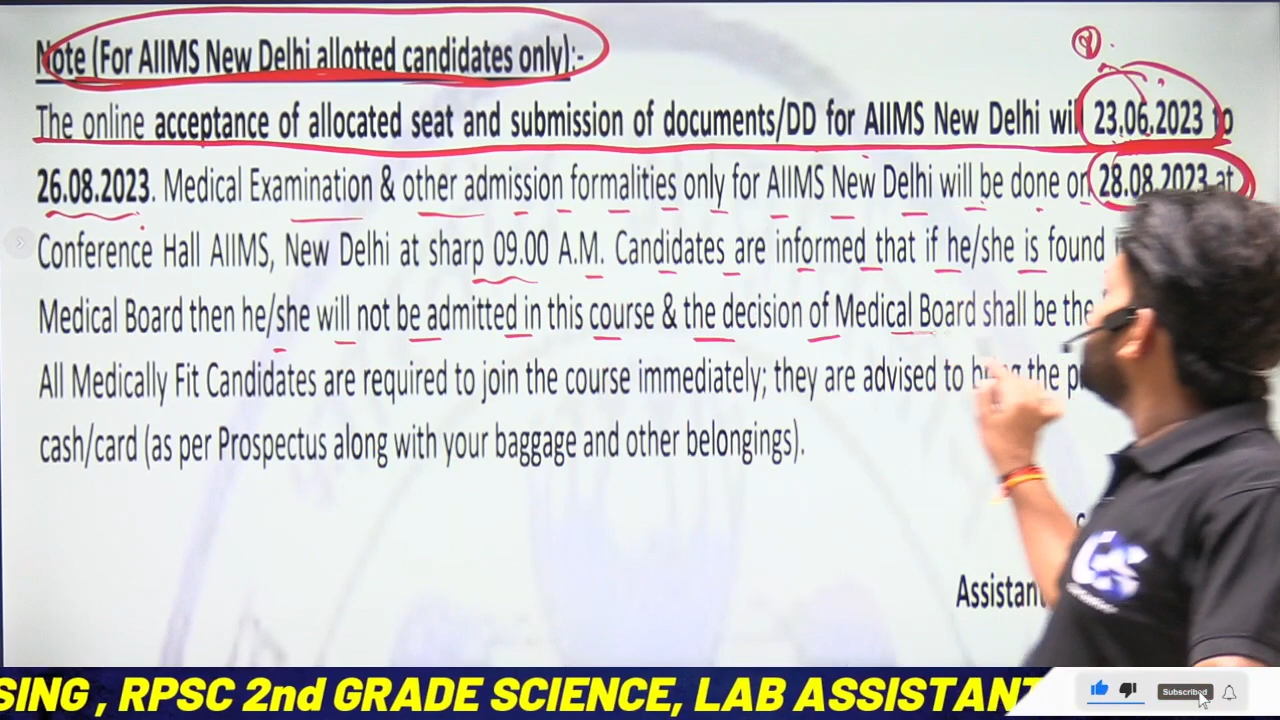 Note (For AIIMS New Delhi allotted candidates only):-
The online acceptance of allocated seat and submission of documents/DD for AIIMS New Delhi will 23.06.2023 to
26.08.2023. Medical Examination & other admission formalities only for AIIMS New Delhi will be done on 28.08.2023 at
Conference Hall AIIMS, New Delhi at sharp 09.00 A.M. Candidates are informed that if he/she is found
Medical Board then he/she will not be admitted in this course & the decision of Medical Board shall be the
All Medically Fit Candidates are required to join the course immediately; they are advised to bring the
cash/card (as per Prospectus along with your baggage and other belongings).
Assistant
SING , RPSC 2nd GRADE SCIENCE, LAB ASSISTANT
Subscribed